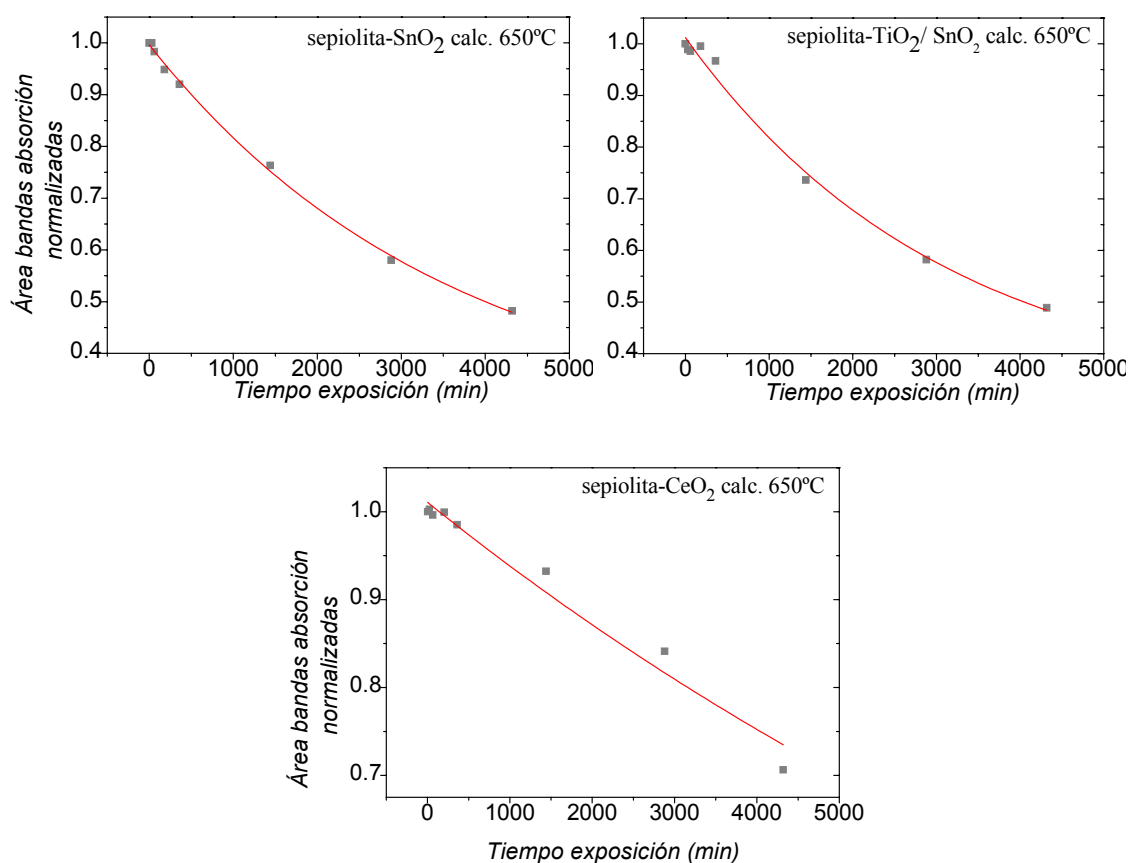 sepiolita-SnO2 calc. 650ºC
1.0
0.9
0.8
0.7
0.6
0.5
0.4
Área bandas absorción
normalizadas
0 1000 2000 3000 4000 5000
Tiempo exposición (min)
sepiolita-TiO2/ SnO2 calc. 650ºC
1.0
0.9
0.8
0.7
0.6
0.5
0.4
0 1000 2000 3000 4000 5000
Tiempo exposición (min)
sepiolita-CeO2 calc. 650ºC
1.0
0.9
0.8
0.7
Área bandas absorción
normalizadas
0 1000 2000 3000 4000 5000
Tiempo exposición (min)